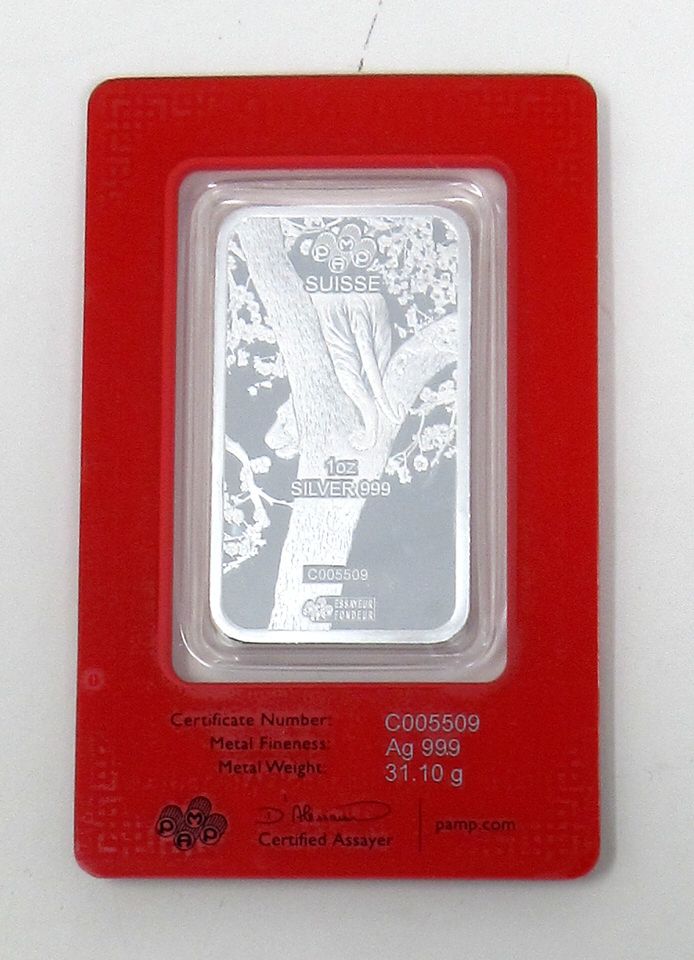 PAMP
SUISSE
1oz
SILVER 999
C005509
ESSAYEUR
FONDEUR
Certificate Number: C005509
Metal Fineness: Ag 999
Metal Weight: 31.10 g
PAMP
Certified Assayer
pamp.com